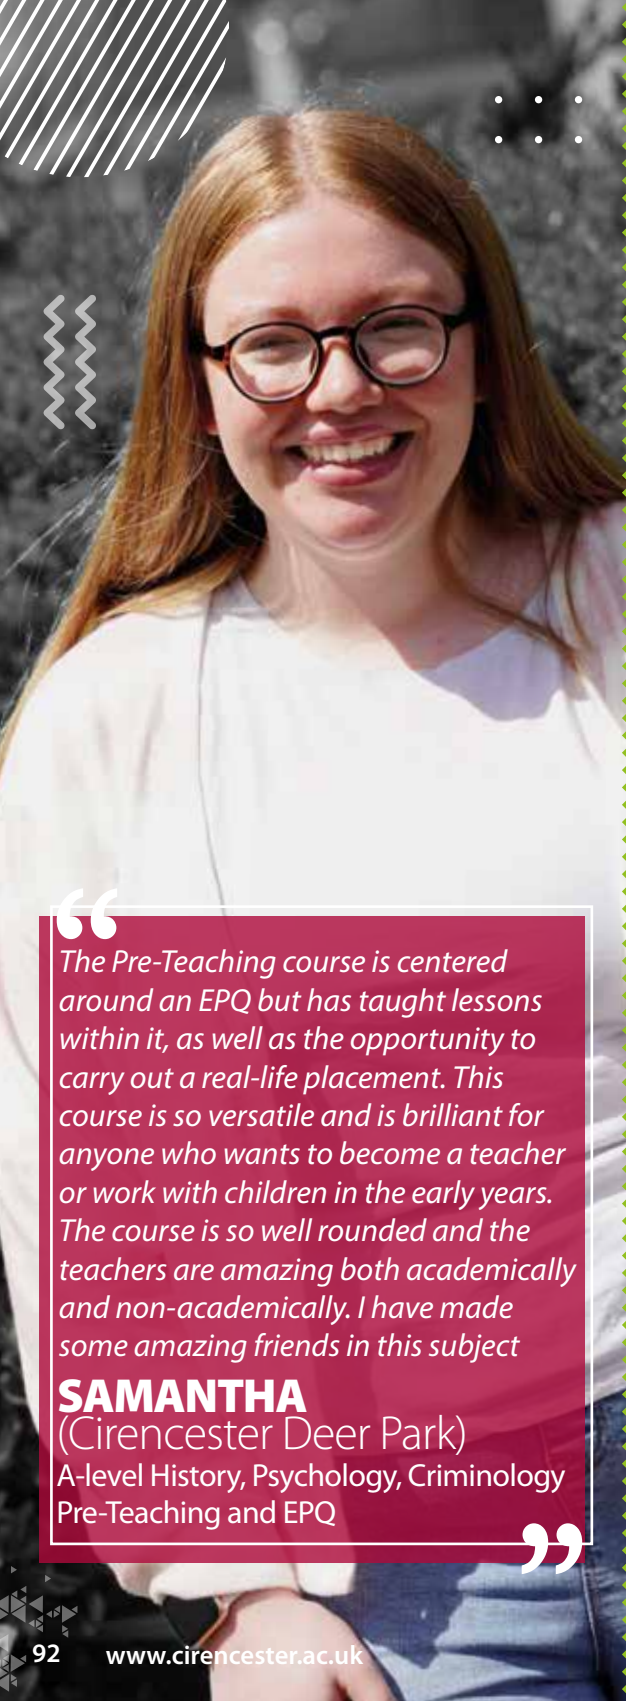 “
The Pre-Teaching course is centered
around an EPQ but has taught lessons
within it, as well as the opportunity to
carry out a real-life placement. This
course is so versatile and is brilliant for
anyone who wants to become a teacher
or work with children in the early years.
The course is so well rounded and the
teachers are amazing both academically
and non-academically. I have made
some amazing friends in this subject
SAMANTHA
(Cirencester Deer Park)
A-level History, Psychology, Criminology
Pre-Teaching and EPQ
”
92 www.cirencester.ac.uk